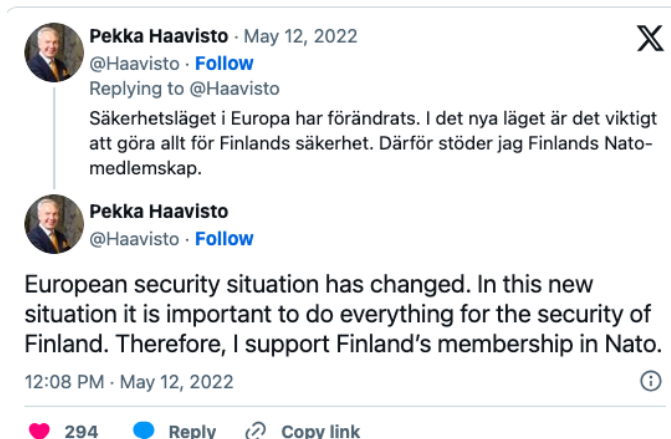 Pekka Haavisto · May 12, 2022
@Haavisto · Follow
Replying to @Haavisto
Säkerhetsläget i Europa har förändrats. I det nya läget är det viktigt
att göra allt för Finlands säkerhet. Därför stöder jag Finlands Nato-
medlemskap.
Pekka Haavisto
@Haavisto · Follow
European security situation has changed. In this new
situation it is important to do everything for the security of
Finland. Therefore, I support Finland’s membership in Nato.
12:08 PM · May 12, 2022
294 Reply Copy link